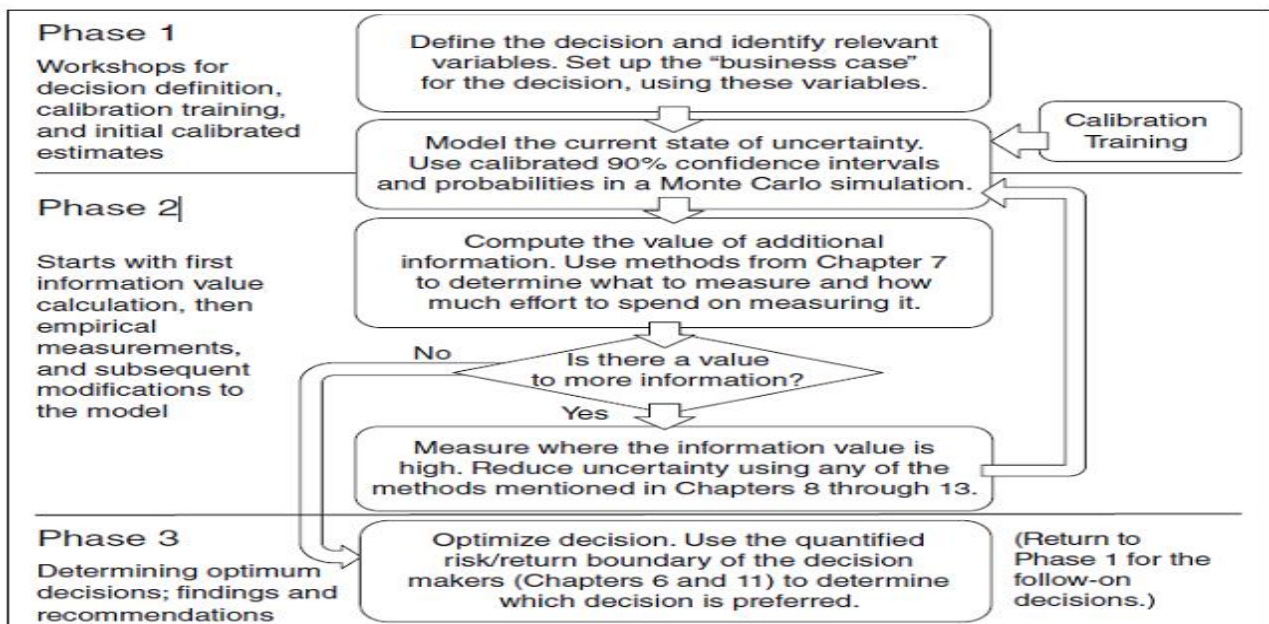 Phase 1
Workshops for
decision definition,
calibration training,
and initial calibrated
estimates
Define the decision and identify relevant
variables. Set up the “business case”
for the decision, using these variables.
Model the current state of uncertainty.
Use calibrated 90% confidence intervals
and probabilities in a Monte Carlo simulation.
Calibration
Training
Phase 2
Starts with first
information value
calculation, then
empirical
measurements,
and subsequent
modifications to
the model
Compute the value of additional
information. Use methods from Chapter 7
to determine what to measure and how
much effort to spend on measuring it.
No
Is there a value
to more information?
Yes
Measure where the information value is
high. Reduce uncertainty using any of the
methods mentioned in Chapters 8 through 13.
Phase 3
Determining optimum
decisions; findings and
recommendations
Optimize decision. Use the quantified
risk/return boundary of the decision
makers (Chapters 6 and 11) to determine
which decision is preferred.
(Return to
Phase 1 for the
follow-on
decisions.)